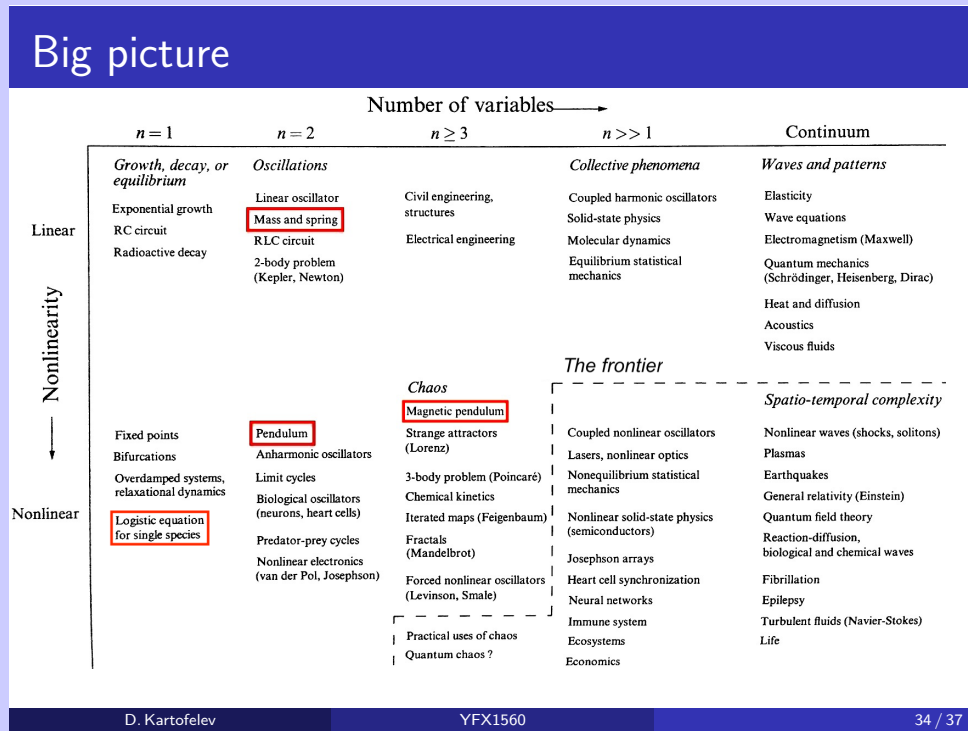 Big picture
Number of variables
n = 1
n = 2
n ≥ 3
n >> 1
Continuum
Linear
Nonlinearity
Nonlinear
Growth, decay, or
equilibrium
Exponential growth
RC circuit
Radioactive decay
Oscillations
Linear oscillator
Mass and spring
RLC circuit
2-body problem
(Kepler, Newton)
Civil engineering,
structures
Electrical engineering
Collective phenomena
Coupled harmonic oscillators
Solid-state physics
Molecular dynamics
Equilibrium statistical
mechanics
Waves and patterns
Elasticity
Wave equations
Electromagnetism (Maxwell)
Quantum mechanics
(Schrödinger, Heisenberg, Dirac)
Heat and diffusion
Acoustics
Viscous fluids
Fixed points
Bifurcations
Overdamped systems,
relaxational dynamics
Logistic equation
for single species
Pendulum
Anharmonic oscillators
Limit cycles
Biological oscillators
(neurons, heart cells)
Predator-prey cycles
Nonlinear electronics
(van der Pol, Josephson)
Chaos
Magnetic pendulum
Strange attractors
(Lorenz)
3-body problem (Poincaré)
Chemical kinetics
Iterated maps (Feigenbaum)
Fractals
(Mandelbrot)
Forced nonlinear oscillators
(Levinson, Smale)
Practical uses of chaos
Quantum chaos ?
The frontier
Coupled nonlinear oscillators
Lasers, nonlinear optics
Nonequilibrium statistical
mechanics
Nonlinear solid-state physics
(semiconductors)
Josephson arrays
Heart cell synchronization
Neural networks
Immune system
Ecosystems
Economics
Spatio-temporal complexity
Nonlinear waves (shocks, solitons)
Plasmas
Earthquakes
General relativity (Einstein)
Quantum field theory
Reaction-diffusion,
biological and chemical waves
Fibrillation
Epilepsy
Turbulent fluids (Navier-Stokes)
Life
D. Kartofelev
YFX1560
34 / 37